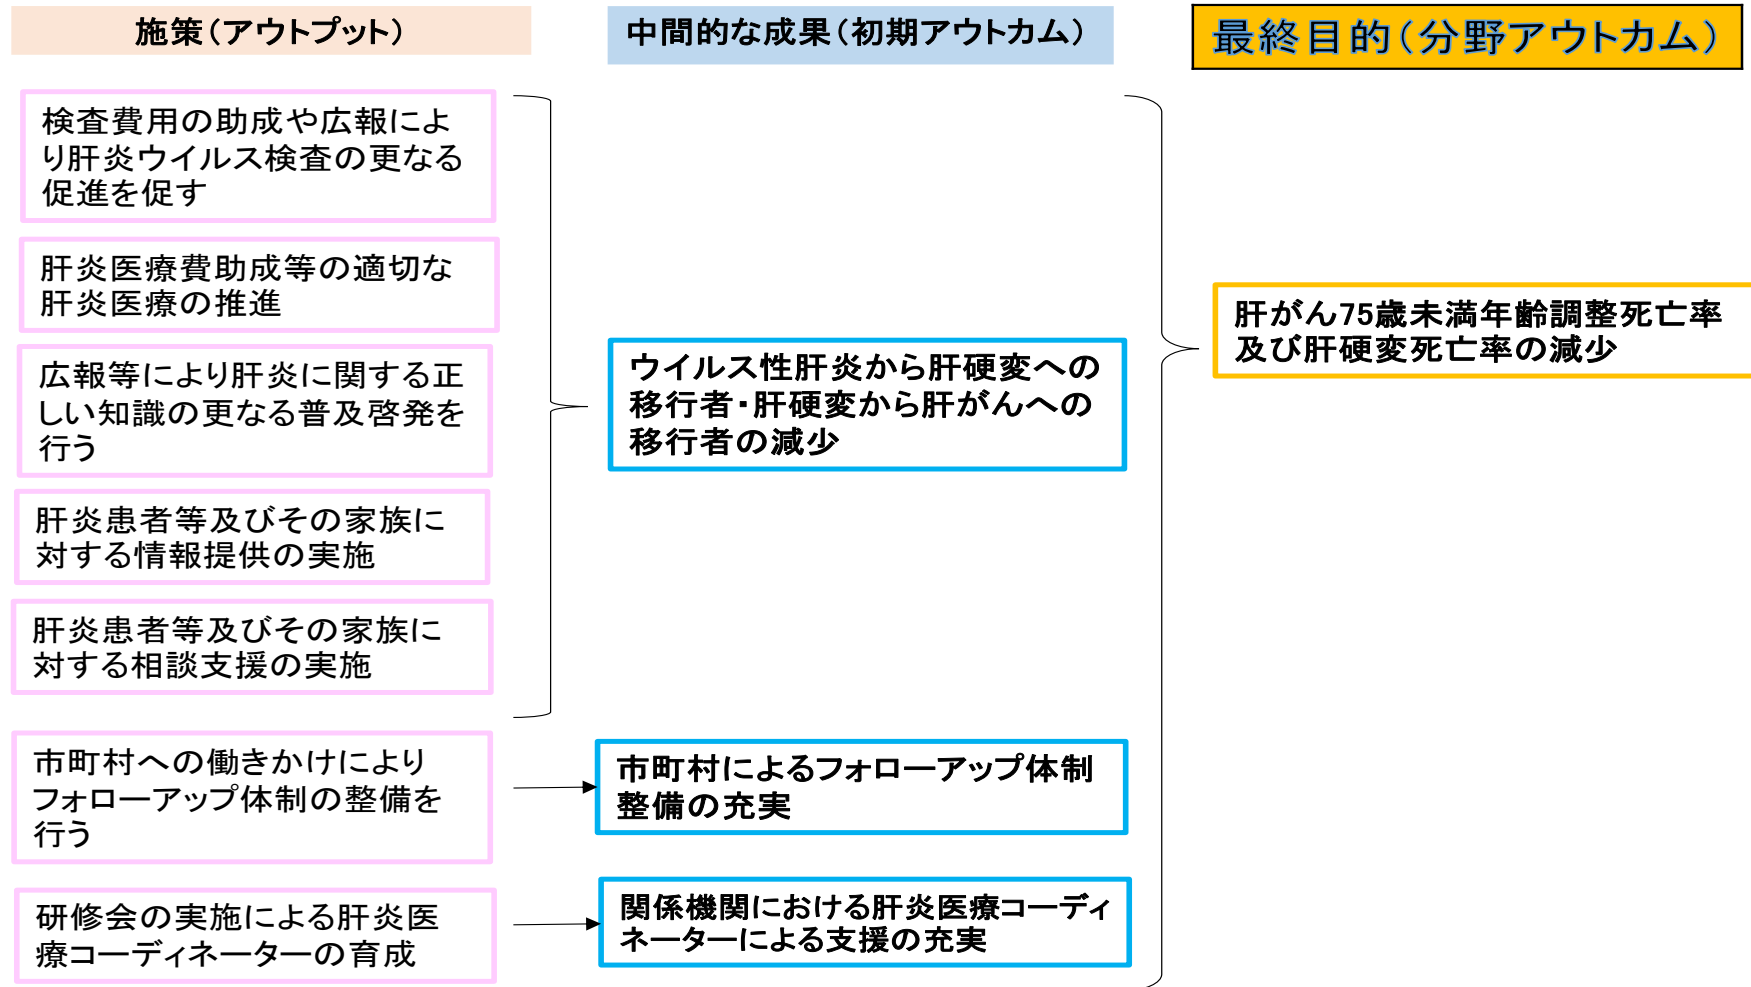 施策(アウトプット)
中間的な成果(初期アウトカム)
最終目的(分野アウトカム)
検査費用の助成や広報によ
り肝炎ウイルス検査の更なる
促進を促す
肝炎医療費助成等の適切な
肝炎医療の推進
広報等により肝炎に関する正
しい知識の更なる普及啓発を
行う
肝炎患者等及びその家族に
対する情報提供の実施
肝炎患者等及びその家族に
対する相談支援の実施
市町村への働きかけにより
フォローアップ体制の整備を
行う
研修会の実施による肝炎医
療コーディネーターの育成
ウイルス性肝炎から肝硬変への
移行者・肝硬変から肝がんへの
移行者の減少
市町村によるフォローアップ体制
整備の充実
関係機関における肝炎医療コーディ
ネーターによる支援の充実
肝がん75歳未満年齢調整死亡率
及び肝硬変死亡率の減少